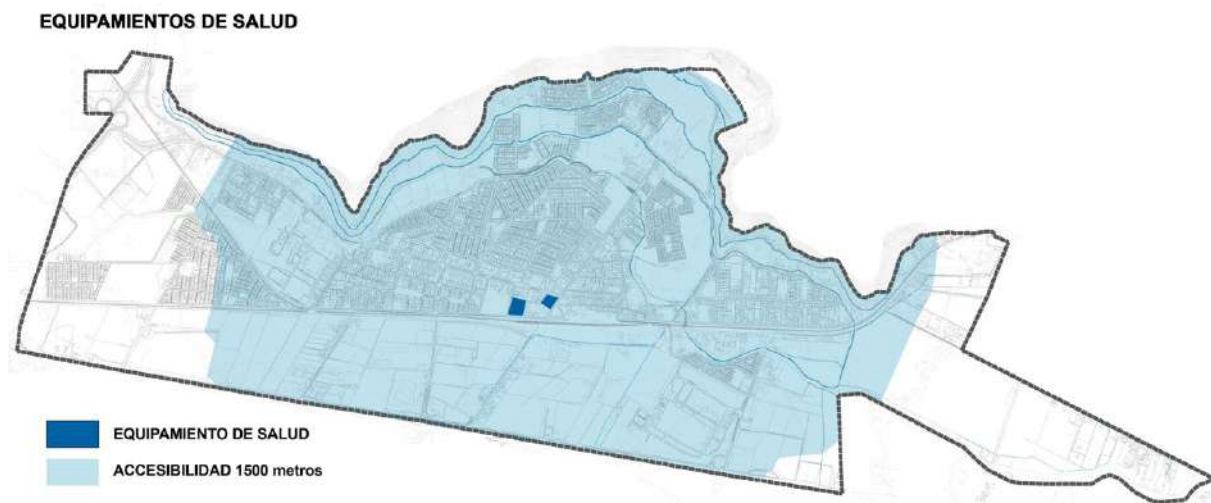 EQUIPAMIENTOS DE SALUD
EQUIPAMIENTO DE SALUD
ACCESIBILIDAD 1500 metros